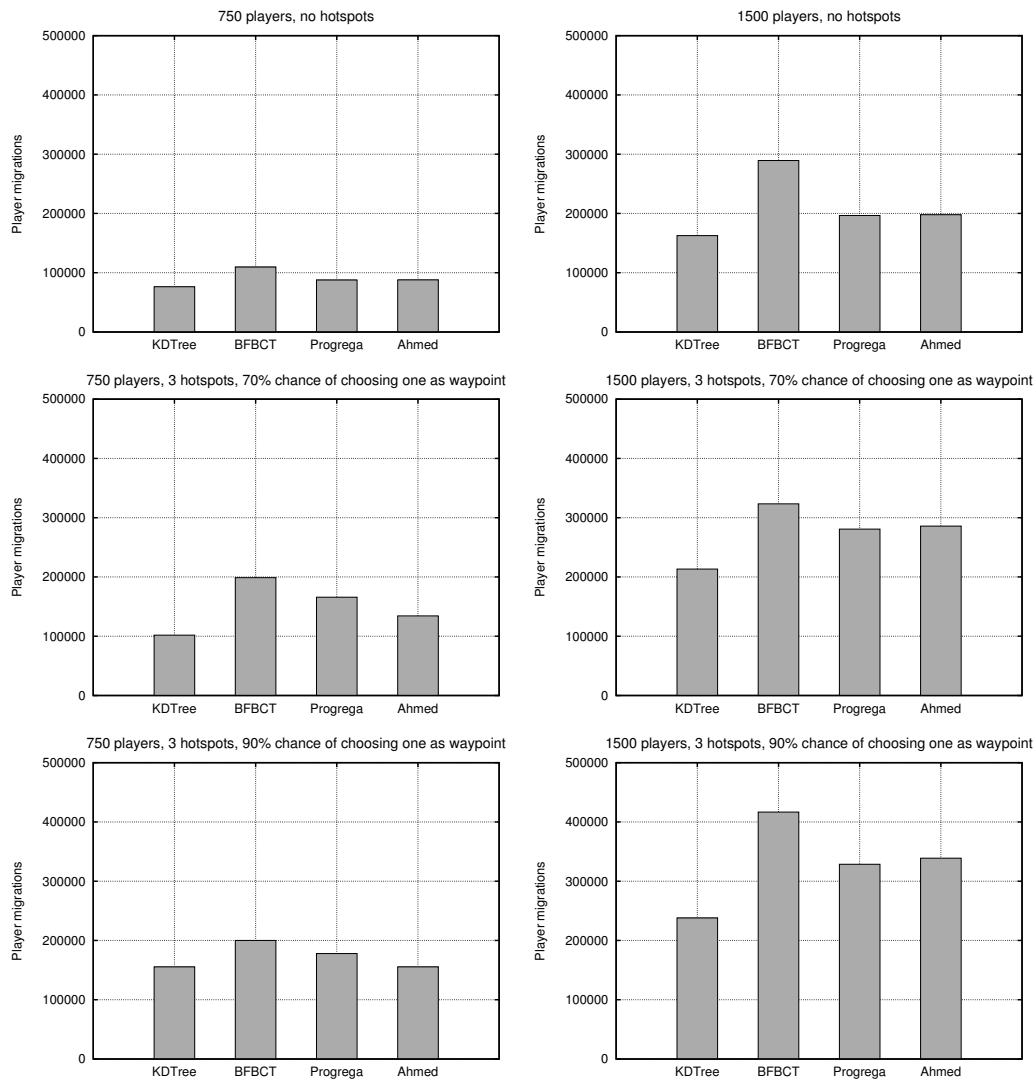 750 players, no hotspots
500000
400000
300000
200000
100000
0
Player migrations
KDTree BFBCT Progrega Ahmed
1500 players, no hotspots
500000
400000
300000
200000
100000
0
Player migrations
KDTree BFBCT Progrega Ahmed
750 players, 3 hotspots, 70% chance of choosing one as waypoint
500000
400000
300000
200000
100000
0
Player migrations
KDTree BFBCT Progrega Ahmed
1500 players, 3 hotspots, 70% chance of choosing one as waypoint
500000
400000
300000
200000
100000
0
Player migrations
KDTree BFBCT Progrega Ahmed
750 players, 3 hotspots, 90% chance of choosing one as waypoint
500000
400000
300000
200000
100000
0
Player migrations
KDTree BFBCT Progrega Ahmed
1500 players, 3 hotspots, 90% chance of choosing one as waypoint
500000
400000
300000
200000
100000
0
Player migrations
KDTree BFBCT Progrega Ahmed